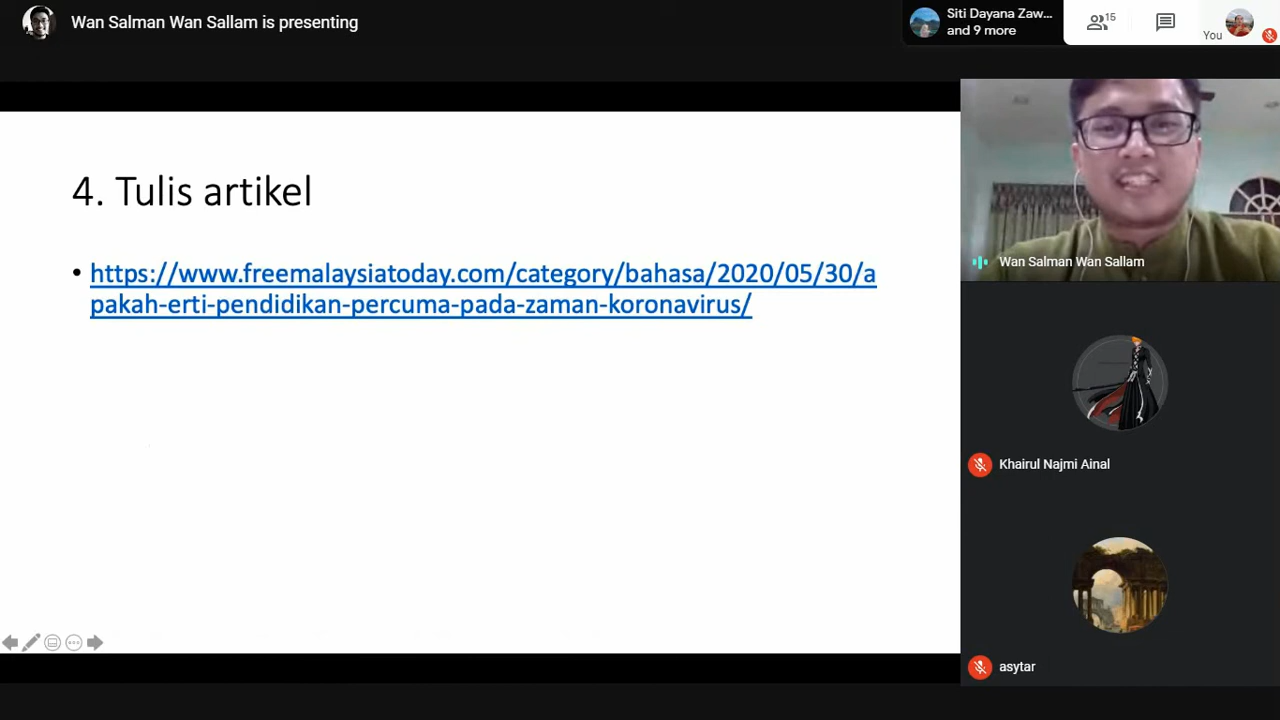 Wan Salman Wan Sallam is presenting
Siti Dayana Zaw...
and 9 more
15
You
4. Tulis artikel
• https://www.freemalaysiatoday.com/category/bahasa/2020/05/30/a
pakah-erti-pendidikan-percuma-pada-zaman-koronavirus/
Wan Salman Wan Sallam
Khairul Najmi Ainal
asytar